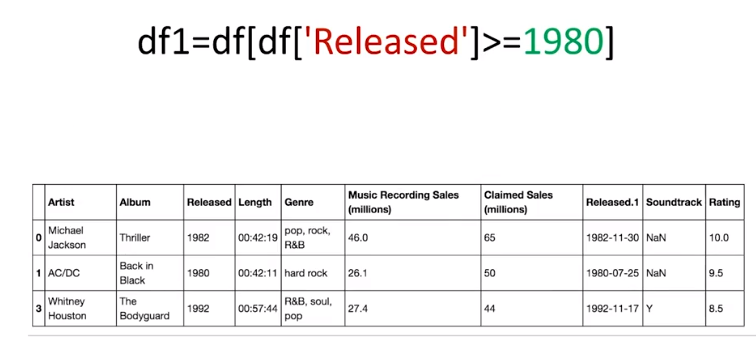 df1=df[df['Released']>=1980]
Artist Album Released Length Genre Music Recording Sales (millions) Claimed Sales (millions) Released.1 Soundtrack Rating
0 Michael Jackson Thriller 1982 00:42:19 pop, rock, R&B 46.0 65 1982-11-30 NaN 10.0
1 AC/DC Back in Black 1980 00:42:11 hard rock 26.1 50 1980-07-25 NaN 9.5
3 Whitney Houston The Bodyguard 1992 00:57:44 R&B, soul, pop 27.4 44 1992-11-17 Y 8.5